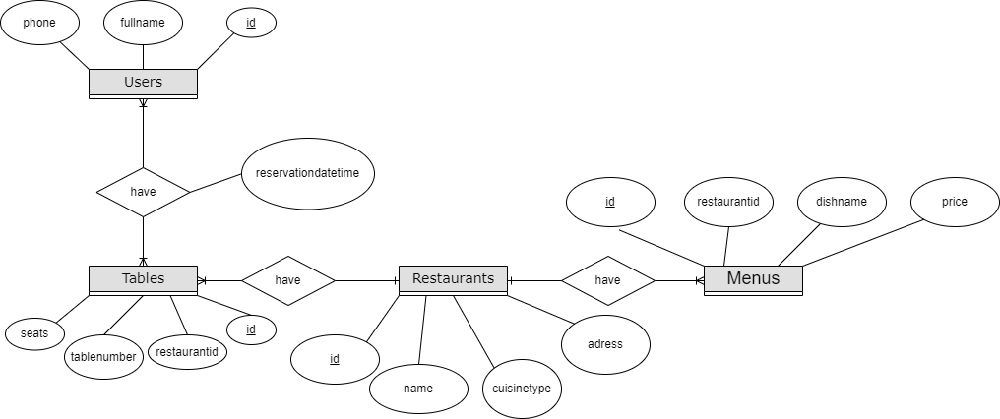 phone
fullname
id
Users
have
reservationdatetime
id
restaurantid
dishname
price
Tables
have
Restaurants
have
Menus
seats
tablenumber
restaurantid
id
id
name
cuisinetype
adress